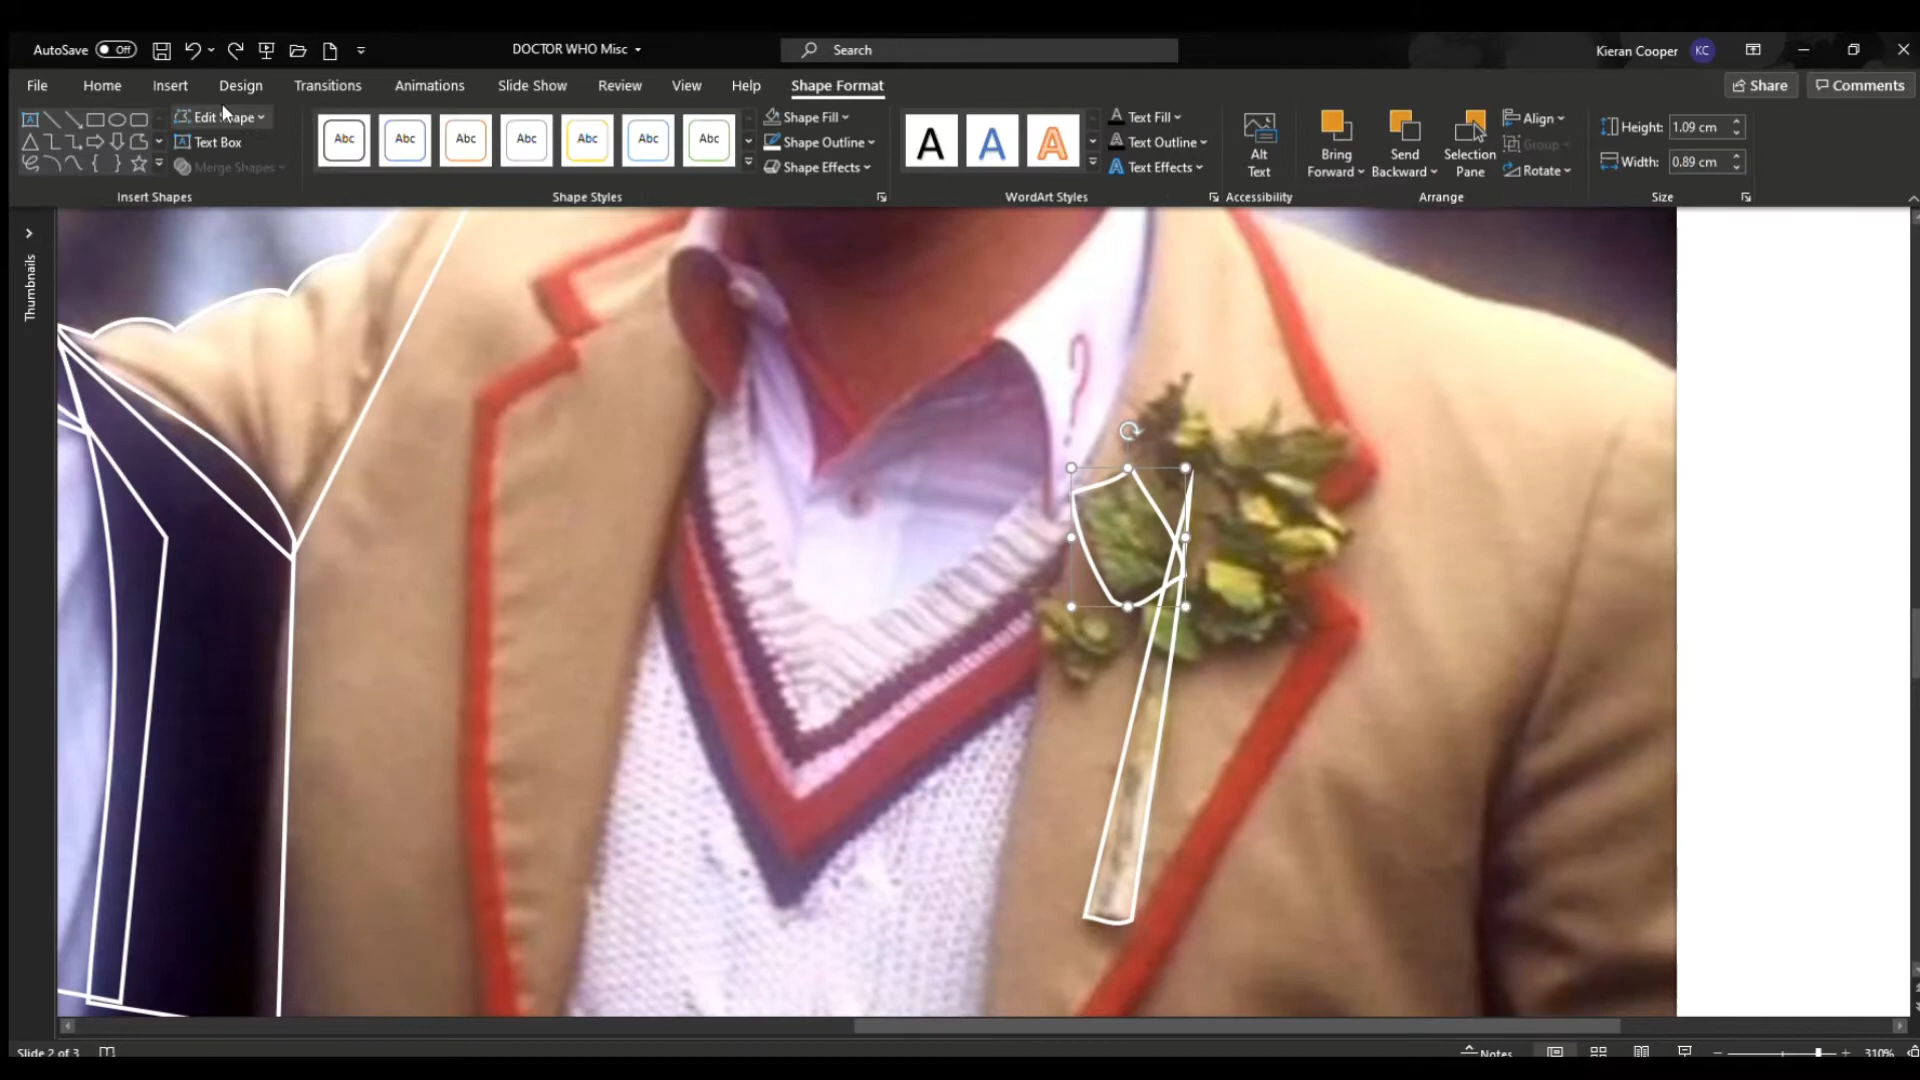 AutoSave Off
DOCTOR WHO Misc
Search
Kieran Cooper KC
File Home Insert Design Transitions Animations Slide Show Review View Help Shape Format
Share Comments
Edit Shape
Text Box
Merge Shapes
Insert Shapes
Abc Abc Abc Abc Abc Abc Abc
Shape Fill
Shape Outline
Shape Effects
Shape Styles
A A A
Text Fill
Text Outline
Text Effects
WordArt Styles
Alt
Text
Accessibility
Bring
Forward
Send
Backward
Selection
Pane
Align
Group
Rotate
Arrange
Height: 1.09 cm
Width: 0.89 cm
Size
Thumbnails
?
Slide 2 of 3
Notes
310%